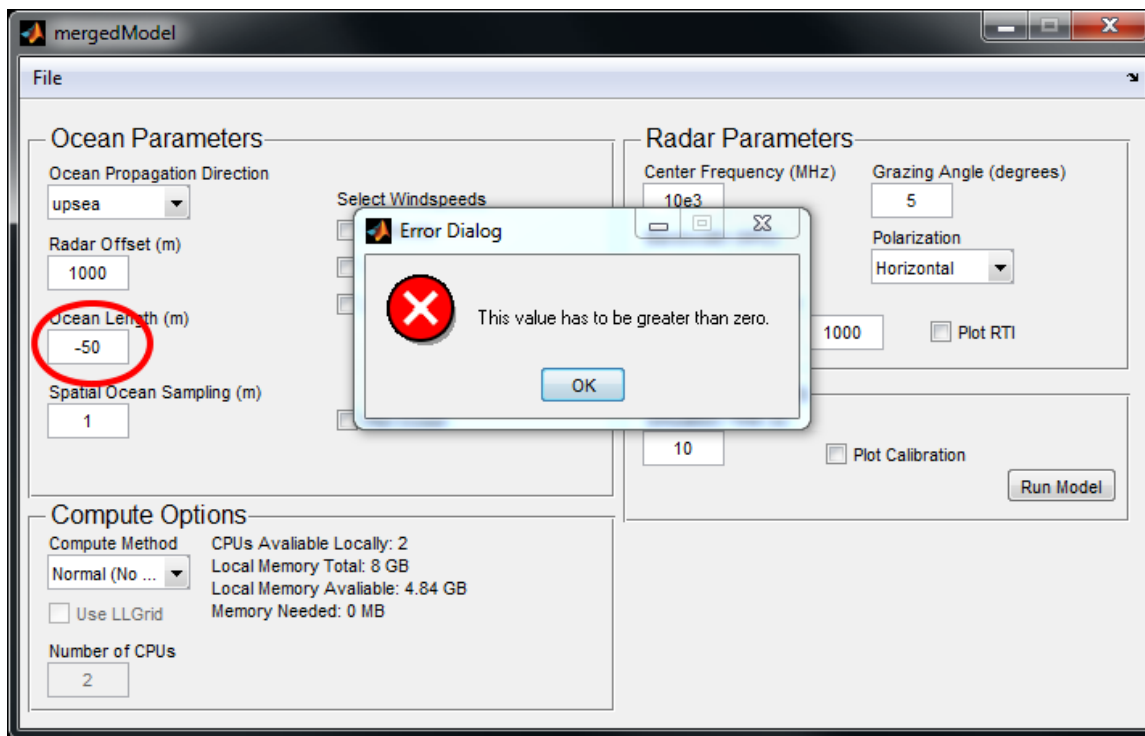 mergedModel
File
Ocean Parameters
Ocean Propagation Direction
upsea
Select Windspeeds
Radar Offset (m)
1000
Ocean Length (m)
-50
Spatial Ocean Sampling (m)
1
Radar Parameters
Center Frequency (MHz)
Grazing Angle (degrees)
10e3
5
Polarization
Horizontal
1000
Plot RTI
Error Dialog
This value has to be greater than zero.
OK
10
Plot Calibration
Run Model
Compute Options
Compute Method
Normal (No ...
CPUs Avaliable Locally: 2
Local Memory Total: 8 GB
Local Memory Avaliable: 4.84 GB
Memory Needed: 0 MB
Use LLGrid
Number of CPUs
2